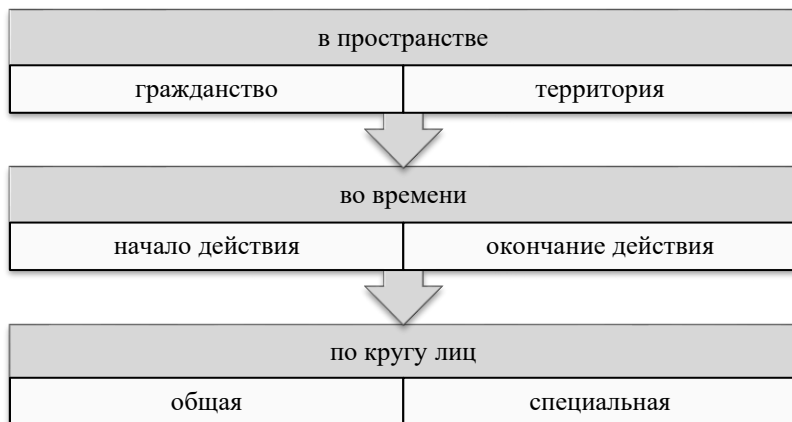 в пространстве
гражданство территория
во времени
начало действия окончание действия
по кругу лиц
общая специальная